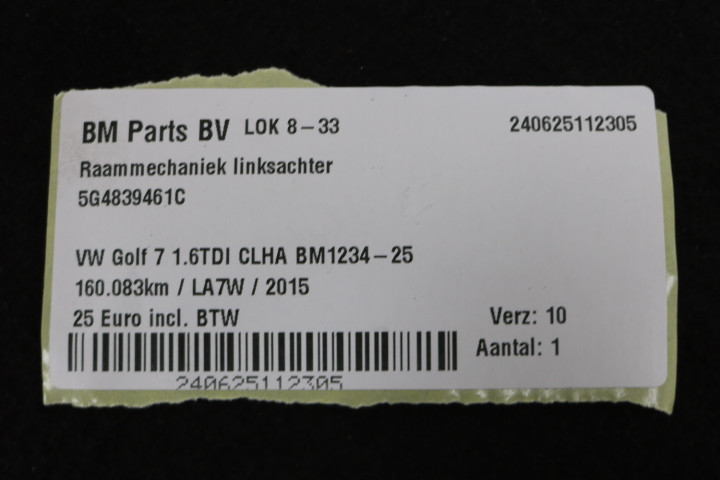 BM Parts BV LOK 8-33 240625112305
Raammechaniek linksachter
5G4839461C
VW Golf 7 1.6TDI CLHA BM1234-25
160.083km / LA7W / 2015
25 Euro incl. BTW Verz: 10
Aantal: 1
240625112305